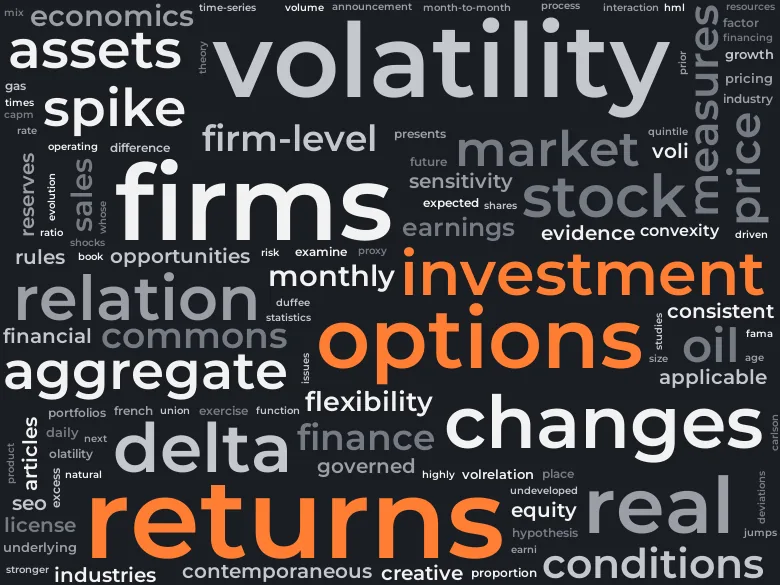 mix
economics
time-series
volume
announcement
month-to-month
process
interaction
hml
resources
assets
theory
volatility
prior
measures
factor
financing
growth
gas
times
spike
pricing
industry
capm
rate
firm-level
presents
market
quintile
voli
price
operating
difference
future
reserves
evolution
sales
whose
firms
sensitivity
stock
expected
shares
ratio
shocks
earnings
evidence
convexity
driven
rules
book
opportunities
risk
examine
proxy
monthly
investment
relation
duffee
statistics
options
consistent
financial
commons
studies
size
oil
fama
age
aggregate
issues
applicable
flexibility
changes
portfolios
french
union
exercise
function
articles
daily
next
olatility
delta
finance
carlson
product
excess
natural
governed
highly
volrelation
place
seo
returns
undeveloped
equity
real
deviations
license
hypothesis
jumps
underlying
earni
stronger
industries
contemporaneous
creative
proportion
conditions